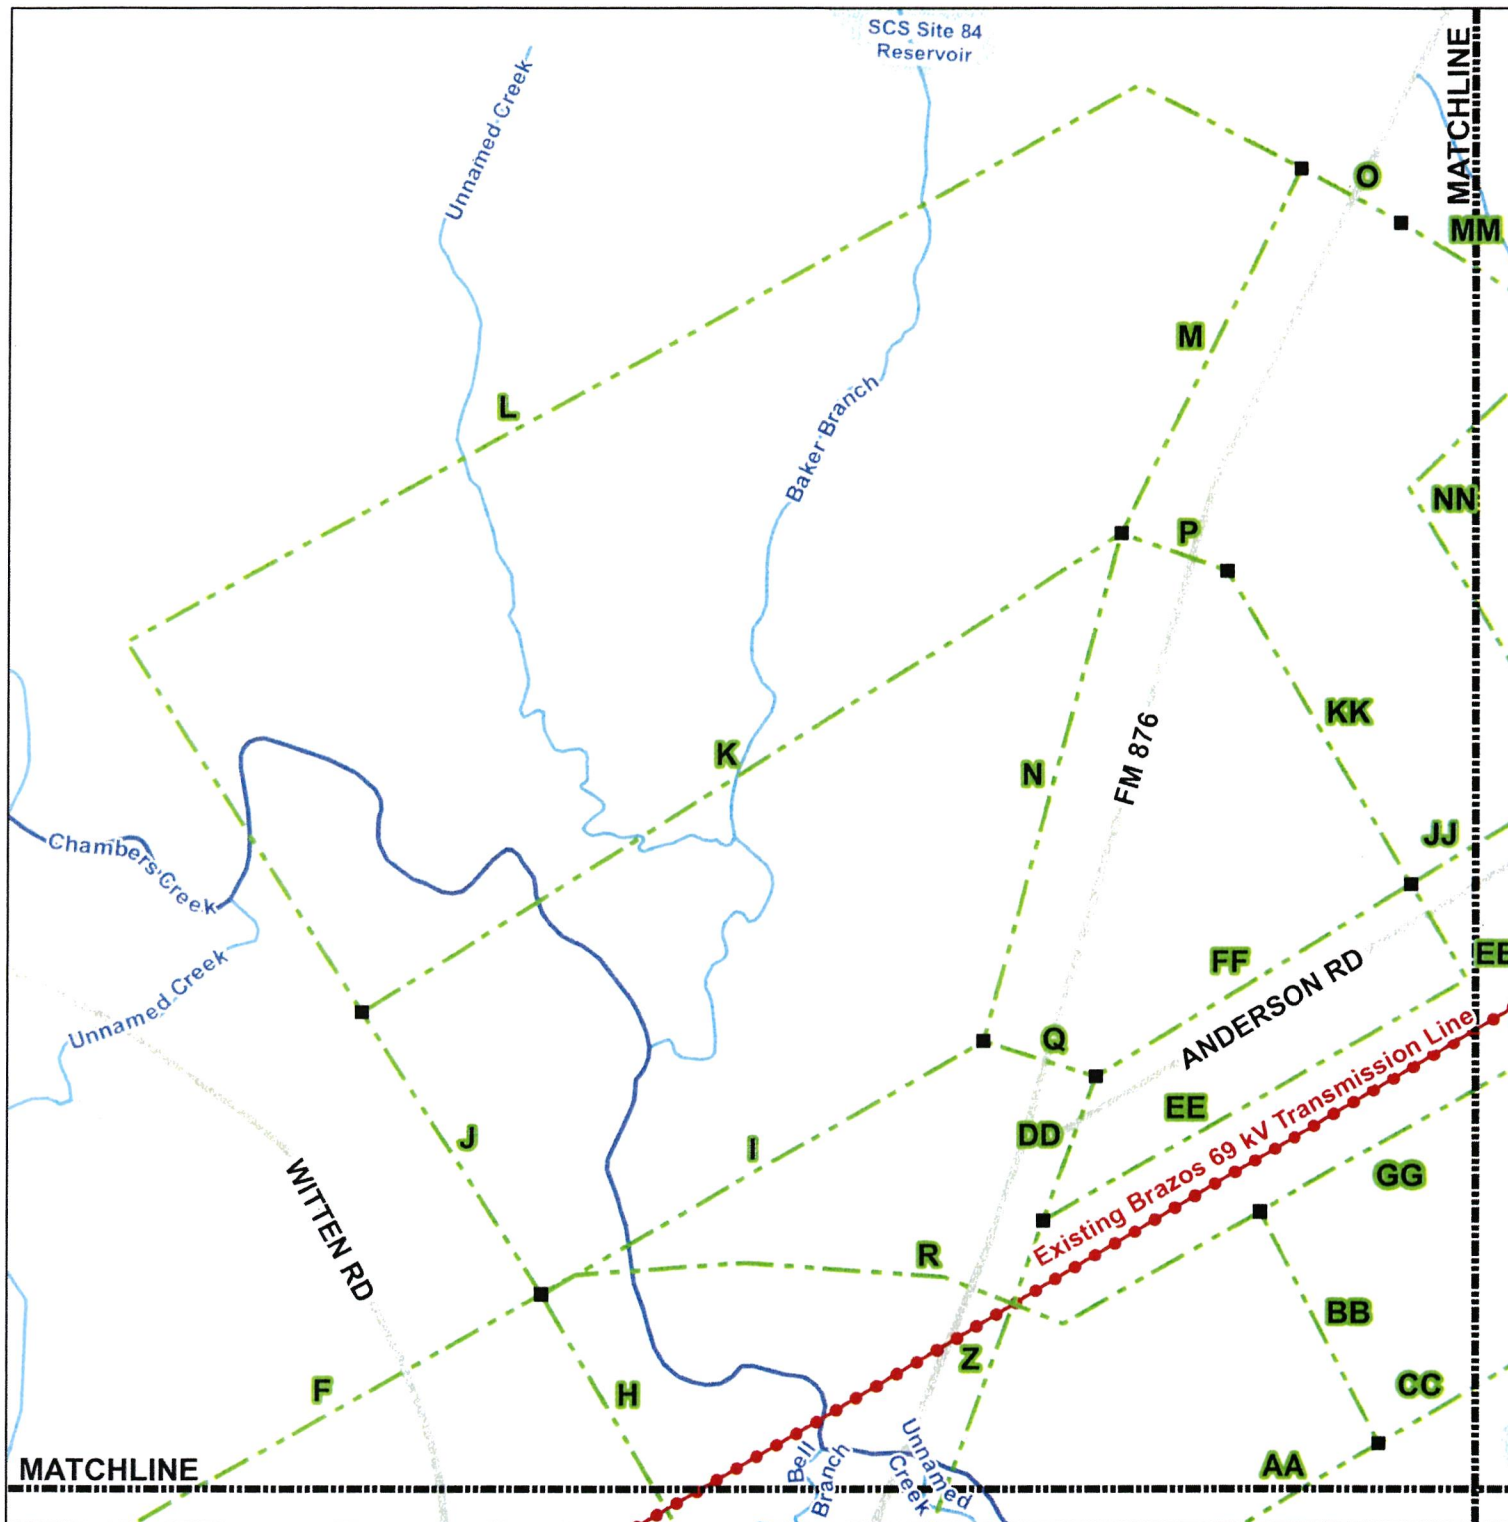 SCS Site 84
Reservoir
MATCHLINE
Unnamed Creek
O
MM
M
L
Baker Branch
NN
P
KK
K
N
FM 876
JJ
Chambers Creek
Unnamed Creek
FF
EE
ANDERSON RD
Q
EE
DD
J
I
Existing Brazos 69 kV Transmission Line
GG
WITTEN RD
R
BB
Z
F
H
CC
Bell
Branch
Unnamed
Creek
AA
MATCHLINE